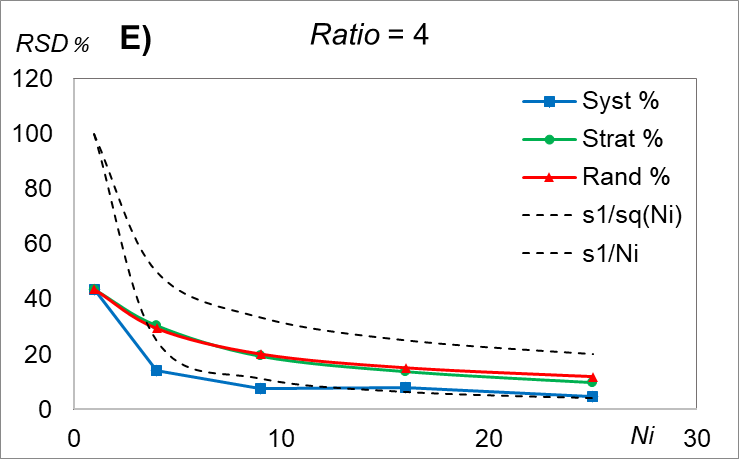 RSD %
E)
Ratio = 4
120
100
80
60
40
20
0
Syst %
Strat %
Rand %
s1/sq(Ni)
s1/Ni
0
10
20
Ni
30